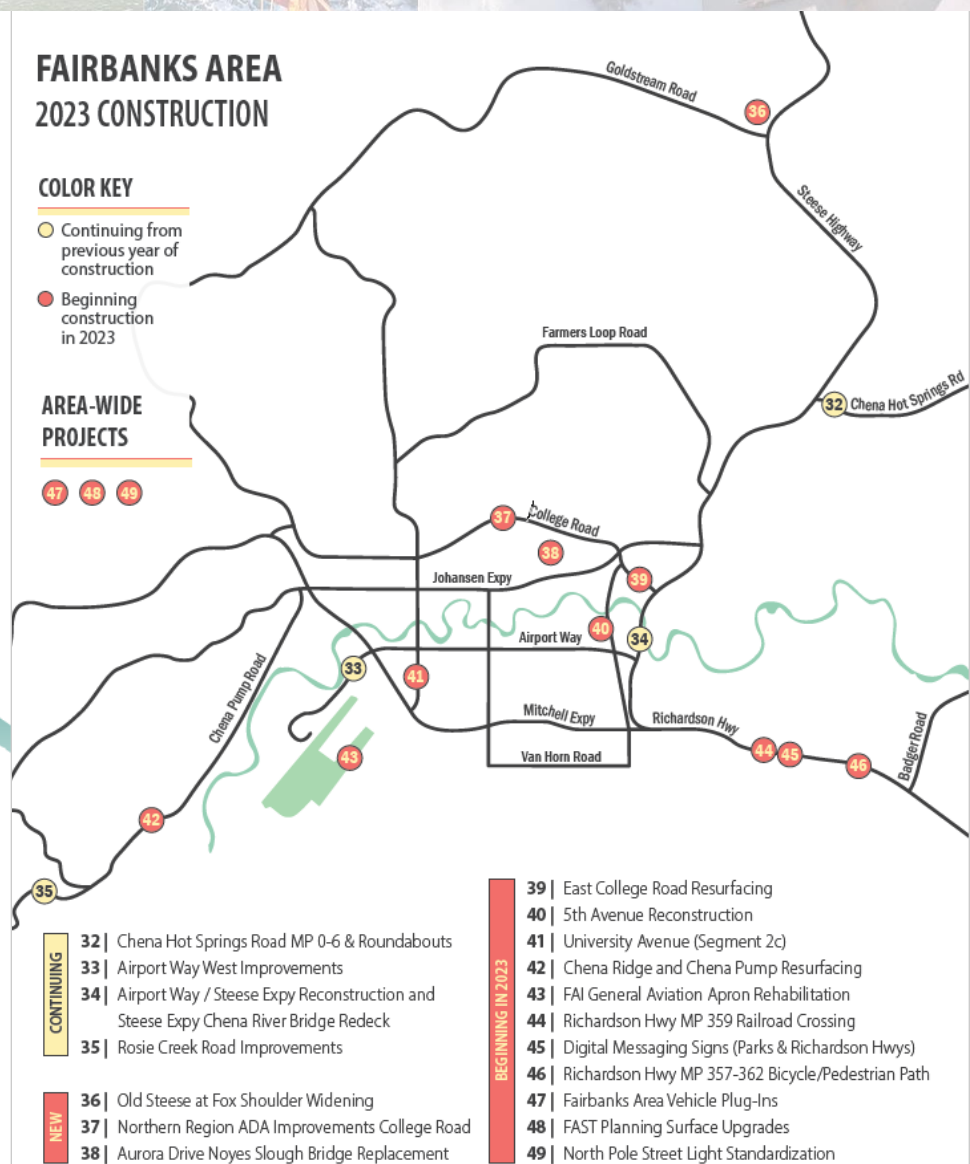 FAIRBANKS AREA
2023 CONSTRUCTION
COLOR KEY
Continuing from
previous year of
construction
Beginning
construction
in 2023
AREA-WIDE
PROJECTS
47 48 49
Goldstream Road
36
Steese Highway
Farmers Loop Road
32
Chena Hot Springs Rd
37
College Road
38
Johansen Expy
39
40
Airport Way
34
33
41
Chena Pump Road
Mitchell Expy
Richardson Hwy
Van Horn Road
43
44
45
46
Badger Road
42
35
CONTINUING
32 | Chena Hot Springs Road MP 0-6 & Roundabouts
33 | Airport Way West Improvements
34 | Airport Way / Steese Expy Reconstruction and
Steese Expy Chena River Bridge Redeck
35 | Rosie Creek Road Improvements
NEW
36 | Old Steese at Fox Shoulder Widening
37 | Northern Region ADA Improvements College Road
38 | Aurora Drive Noyes Slough Bridge Replacement
BEGINNING IN 2023
39 | East College Road Resurfacing
40 | 5th Avenue Reconstruction
41 | University Avenue (Segment 2c)
42 | Chena Ridge and Chena Pump Resurfacing
43 | FAI General Aviation Apron Rehabilitation
44 | Richardson Hwy MP 359 Railroad Crossing
45 | Digital Messaging Signs (Parks & Richardson Hwys)
46 | Richardson Hwy MP 357-362 Bicycle/Pedestrian Path
47 | Fairbanks Area Vehicle Plug-Ins
48 | FAST Planning Surface Upgrades
49 | North Pole Street Light Standardization